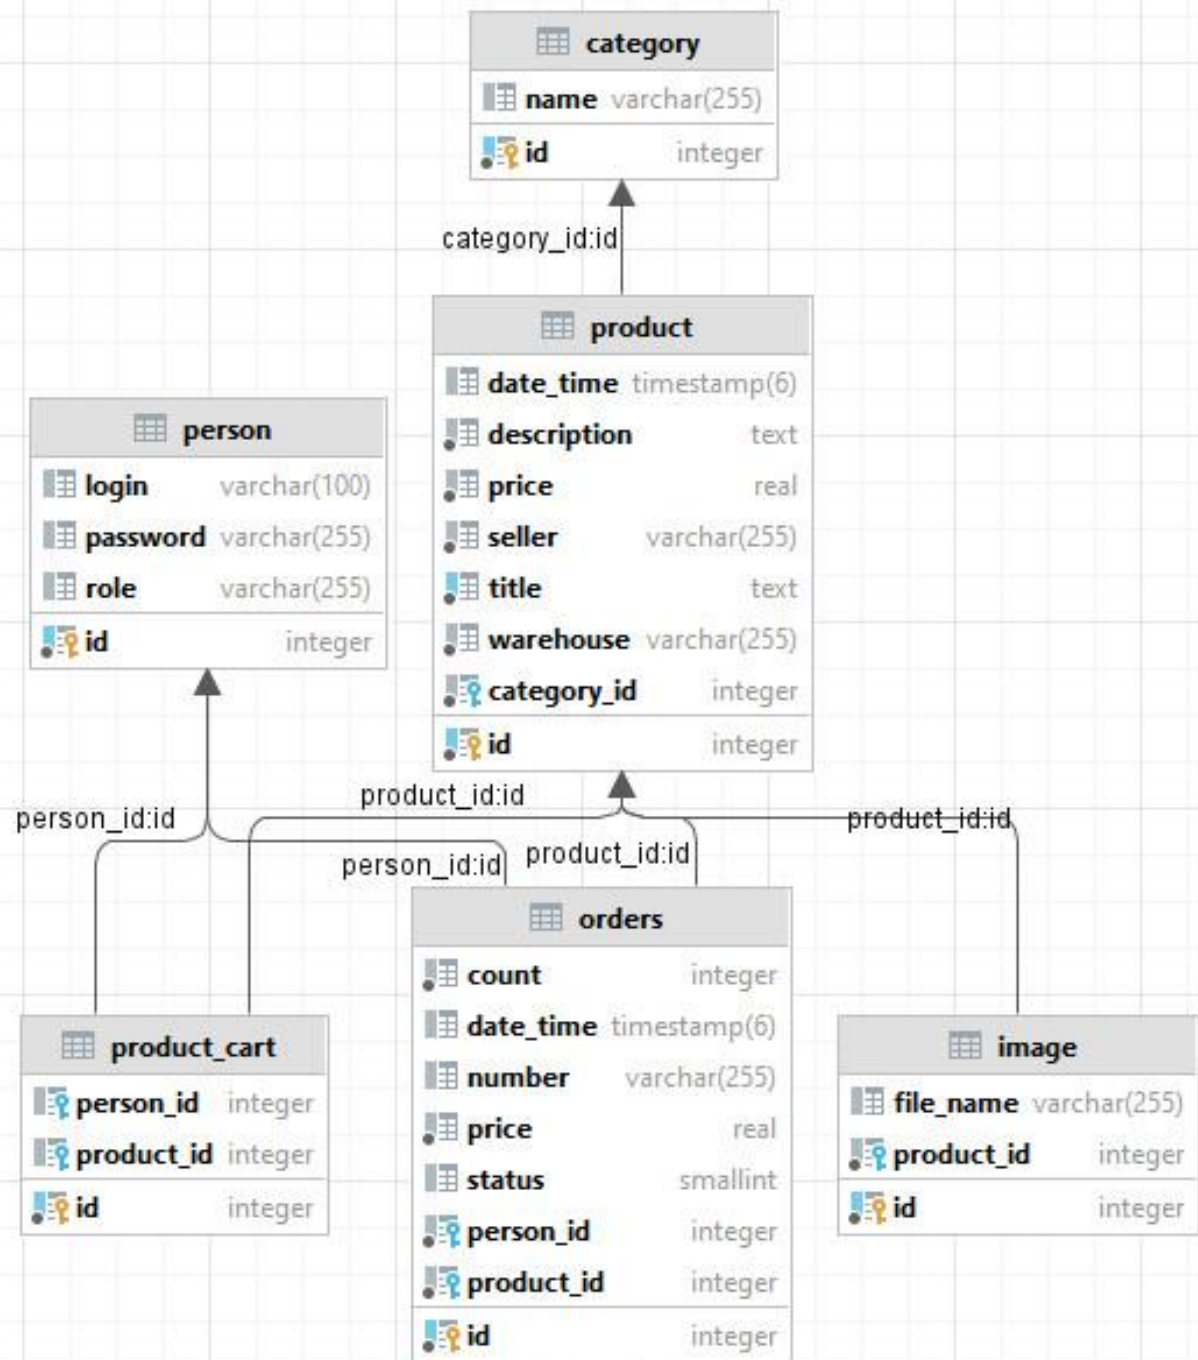 category
name varchar(255)
id integer
category_id:id
product
date_time timestamp(6)
description text
price real
seller varchar(255)
title text
warehouse varchar(255)
category_id integer
id integer
person
login varchar(100)
password varchar(255)
role varchar(255)
id integer
person_id:id
product_id:id
person_id:id
product_id:id
product_id:id
orders
count integer
date_time timestamp(6)
number varchar(255)
price real
status smallint
person_id integer
product_id integer
id integer
product_cart
person_id integer
product_id integer
id integer
image
file_name varchar(255)
product_id integer
id integer